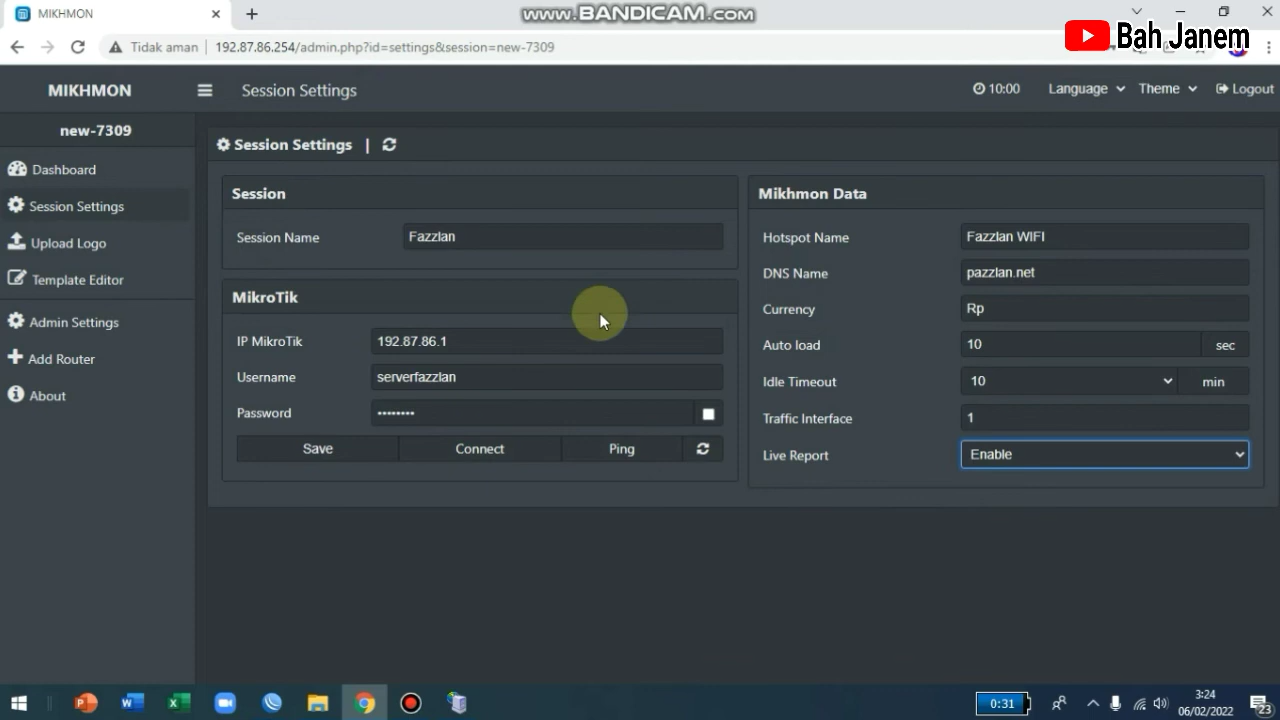 MIKHMON
www.BANDICAM.com
Tidak aman
192.87.86.254/admin.php?id=settings&session=new-7309
Bah Janem
MIKHMON
Session Settings
10:00
Language
Theme
Logout
new-7309
Dashboard
Session Settings
Upload Logo
Template Editor
Admin Settings
Add Router
About
Session Settings |
Session
Session Name
Fazzlan
MikroTik
IP MikroTik
192.87.86.1
Username
serverfazzlan
Password
••••••••
Save
Connect
Ping
Mikhmon Data
Hotspot Name
Fazzlan WIFI
DNS Name
pazzlan.net
Currency
Rp
Auto load
10
sec
Idle Timeout
10
min
Traffic Interface
1
Live Report
Enable
0:31
3:24
06/02/2022
23